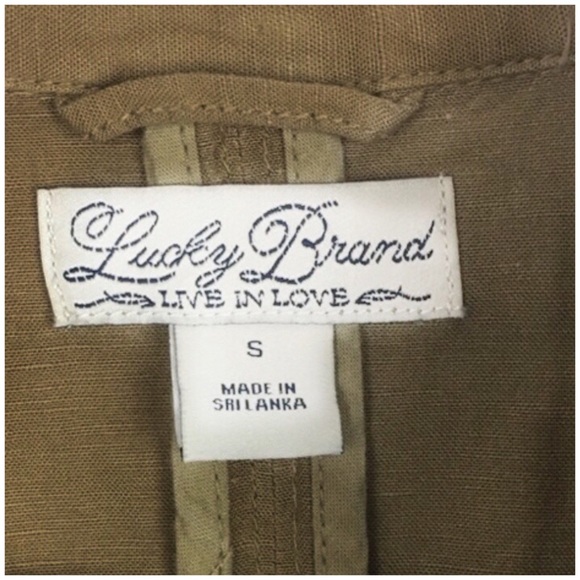 Lucky Brand
LIVE IN LOVE
S
MADE IN
SRI LANKA